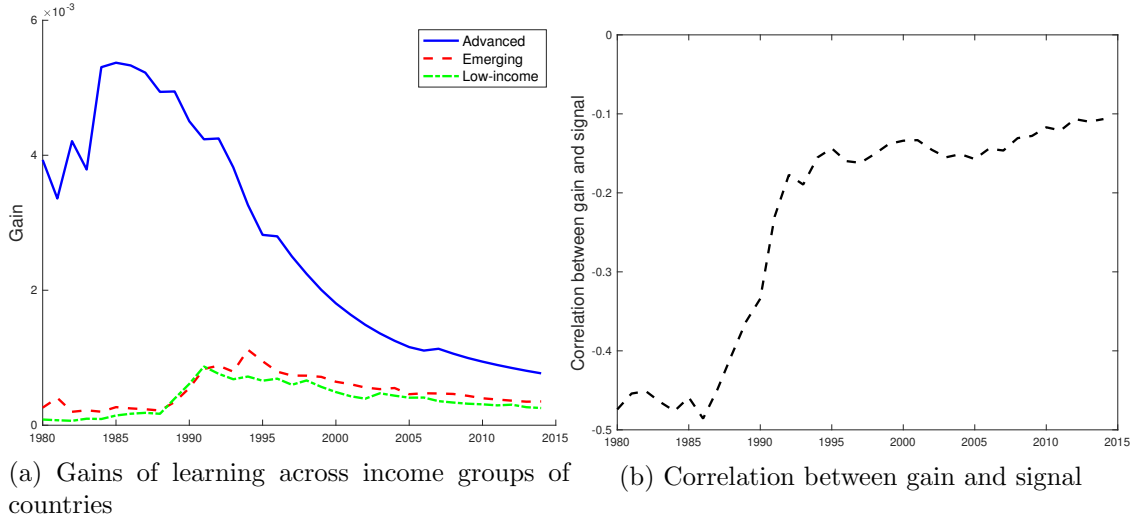 6 ×10⁻³
Advanced
Emerging
Low-income
4
2
0
Gain
1980 1985 1990 1995 2000 2005 2010 2015
(a) Gains of learning across income groups of
countries
0
-0.1
-0.2
-0.3
-0.4
-0.5
Correlation between gain and signal
1980 1985 1990 1995 2000 2005 2010 2015
(b) Correlation between gain and signal